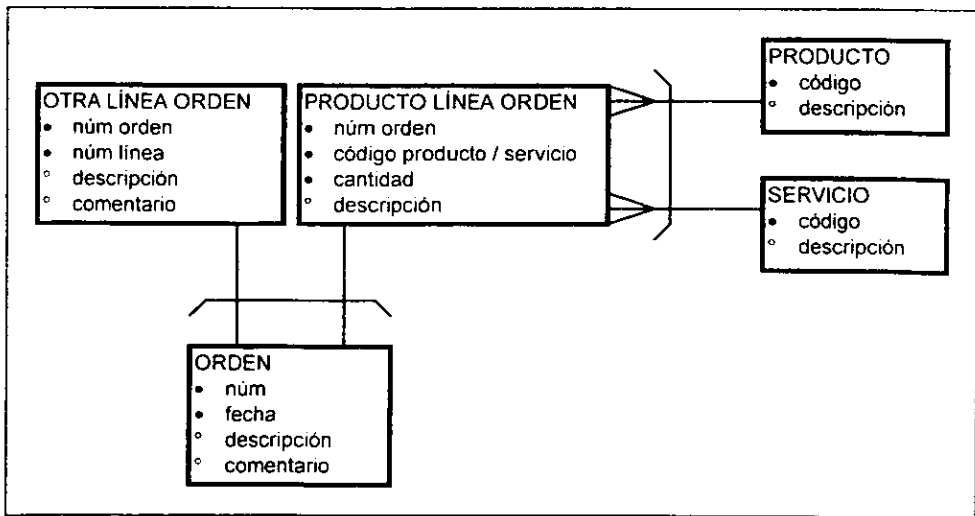 OTRA LÍNEA ORDEN
• núm orden
• núm línea
° descripción
° comentario
PRODUCTO LÍNEA ORDEN
• núm orden
• código producto / servicio
• cantidad
° descripción
PRODUCTO
• código
° descripción
SERVICIO
• código
° descripción
ORDEN
• núm
• fecha
° descripción
° comentario